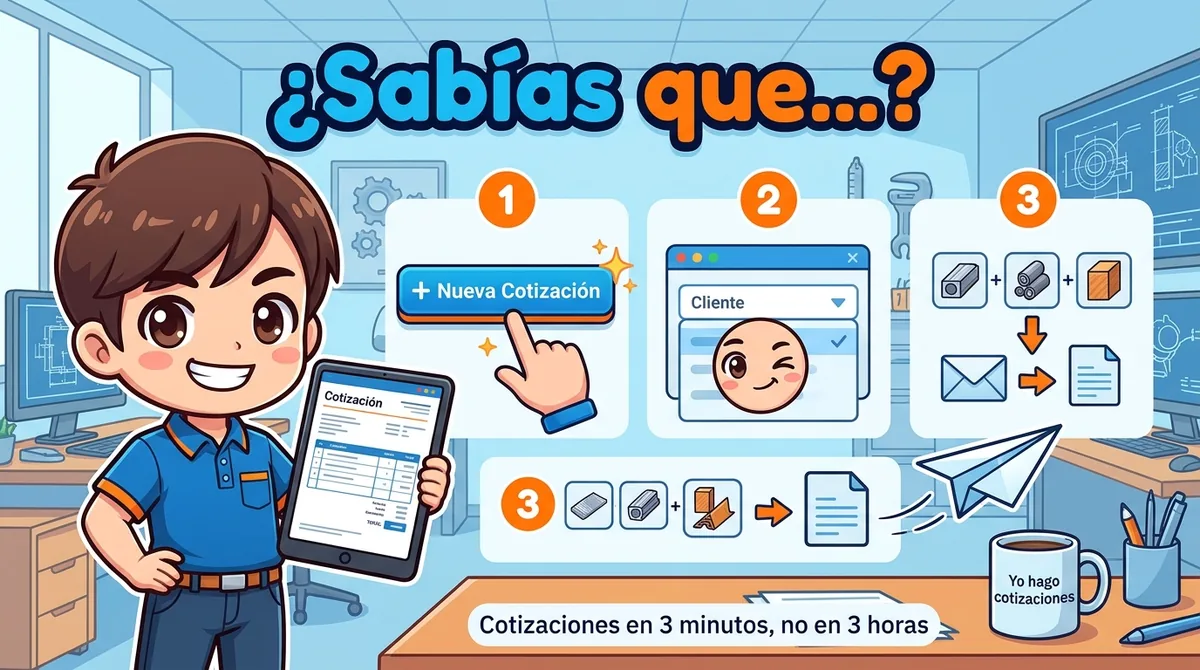 ¿Sabías que...?
1
+ Nueva Cotización
2
Cliente
3
+
+
3
+
Cotización
TOTAL
Yo hago
cotizaciones
Cotizaciones en 3 minutos, no en 3 horas